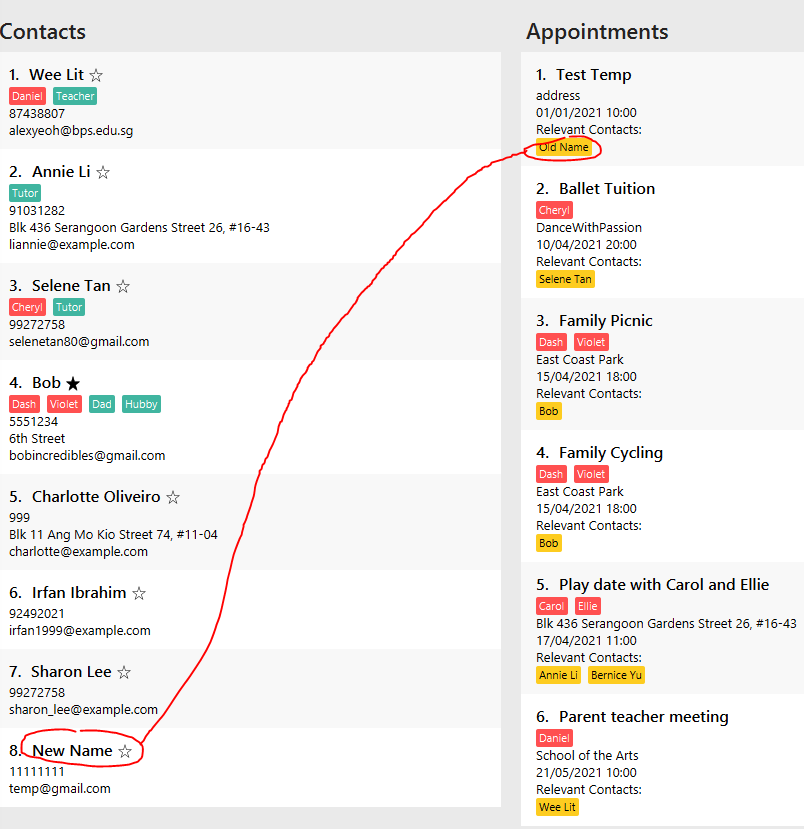 Contacts
1. Wee Lit ☆
Daniel Teacher
87438807
alexyeoh@bps.edu.sg
2. Annie Li ☆
Tutor
91031282
Blk 436 Serangoon Gardens Street 26, #16-43
liannie@example.com
3. Selene Tan ☆
Cheryl Tutor
99272758
selenetan80@gmail.com
4. Bob ★
Dash Violet Dad Hubby
5551234
6th Street
bobincredibles@gmail.com
5. Charlotte Oliveiro ☆
999
Blk 11 Ang Mo Kio Street 74, #11-04
charlotte@example.com
6. Irfan Ibrahim ☆
92492021
irfan1999@example.com
7. Sharon Lee ☆
99272758
sharon_lee@example.com
8. New Name ☆
11111111
temp@gmail.com
Appointments
1. Test Temp
address
01/01/2021 10:00
Relevant Contacts:
Old Name
2. Ballet Tuition
Cheryl
DanceWithPassion
10/04/2021 20:00
Relevant Contacts:
Selene Tan
3. Family Picnic
Dash Violet
East Coast Park
15/04/2021 18:00
Relevant Contacts:
Bob
4. Family Cycling
Dash Violet
East Coast Park
15/04/2021 18:00
Relevant Contacts:
Bob
5. Play date with Carol and Ellie
Carol Ellie
Blk 436 Serangoon Gardens Street 26, #16-43
17/04/2021 11:00
Relevant Contacts:
Annie Li Bernice Yu
6. Parent teacher meeting
Daniel
School of the Arts
21/05/2021 10:00
Relevant Contacts:
Wee Lit